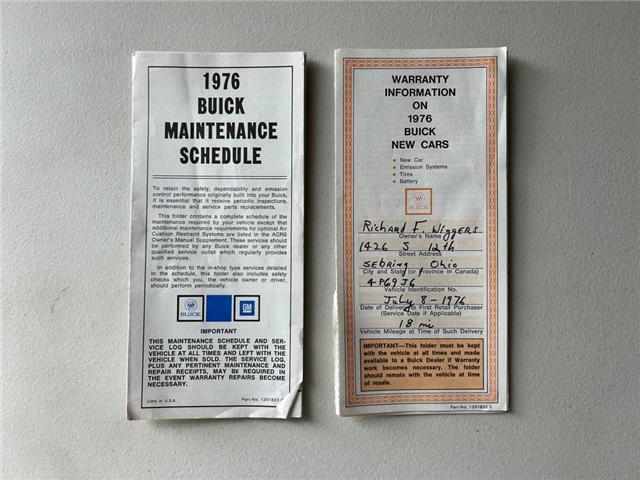 1976
BUICK
MAINTENANCE
SCHEDULE
To retain the safety, dependability and emission
control performance originally built into your Buick,
it is essential that it receive periodic inspections,
maintenance and service parts replacements.
This folder contains a complete schedule of the
maintenance required by your vehicle except that
additional maintenance requirements for optional Air
Cushion Restraint Systems are listed in the ACRS
Owner's Manual Supplement. These services should
be performed by any Buick dealer or any other
qualified service outlet which regularly provides
such services.
In addition to the in-shop type services detailed
in the schedule, this folder also includes safety
checks which you, the vehicle owner or driver,
should perform periodically.
BUICK
GM
IMPORTANT
THIS MAINTENANCE SCHEDULE AND SER-
VICE LOG SHOULD BE KEPT WITH THE
VEHICLE AT ALL TIMES AND LEFT WITH THE
VEHICLE WHEN SOLD. THE SERVICE LOG,
PLUS ANY PERTINENT MAINTENANCE AND
REPAIR RECEIPTS, MAY BE REQUIRED IN
THE EVENT WARRANTY REPAIRS BECOME
NECESSARY.
Litho in U.S.A.
Part No. 1251823 C
WARRANTY
INFORMATION
ON
1976
BUICK
NEW CARS
• New Car
• Emission Systems
• Tires
• Battery
BUICK
Richard F. Wiggers
Owner's Name
1426 S 12th
Street Address
Sebring Ohio
City and State (or Province in Canada)
4P69J6
Vehicle Identification No.
July 8-1976
Date of Delivery to First Retail Purchaser
(Service Date if Applicable)
18 mi
Vehicle Mileage at Time of Such Delivery
IMPORTANT—This folder must be kept
with the vehicle at all times and made
available to a Buick Dealer if Warranty
work becomes necessary. The folder
should remain with the vehicle at time
of resale.
Part No. 1251822 C